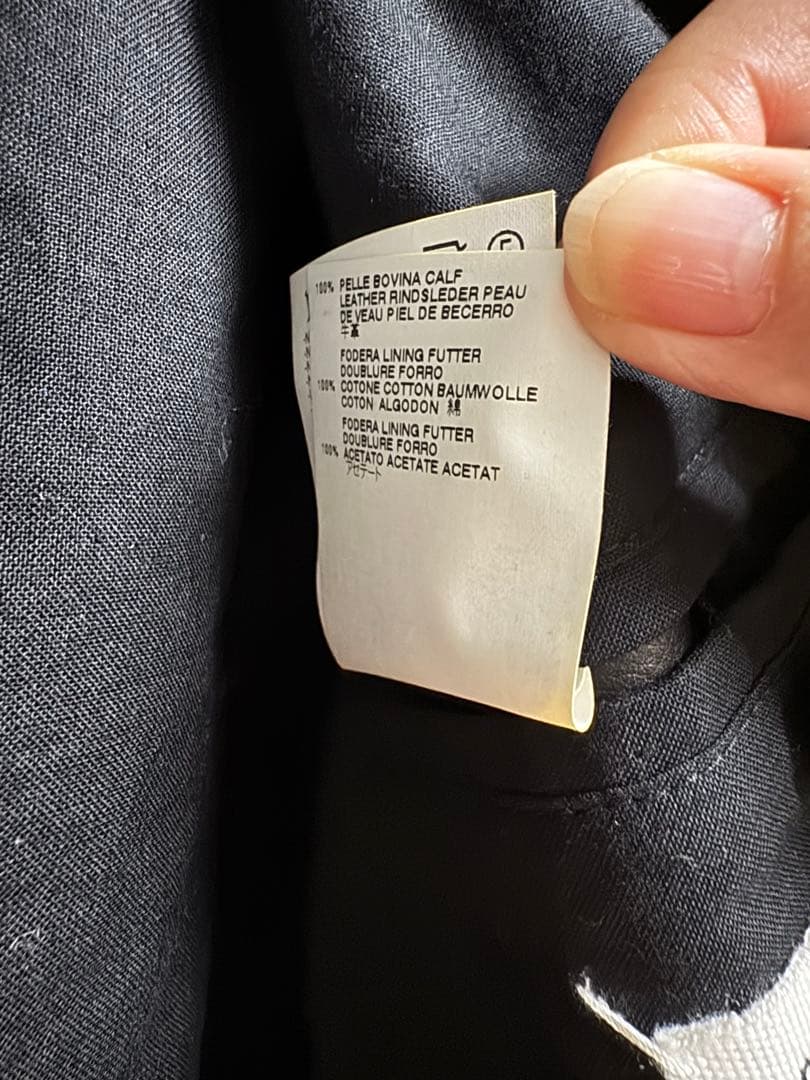 100% PELLE BOVINA CALF
LEATHER RINDSLEDER PEAU
DE VEAU PIEL DE BECERRO
牛革
FODERA LINING FUTTER
DOUBLURE FORRO
100% COTONE COTTON BAUMWOLLE
COTON ALGODON 綿
FODERA LINING FUTTER
DOUBLURE FORRO
100% ACETATO ACETATE ACETAT
アセテート